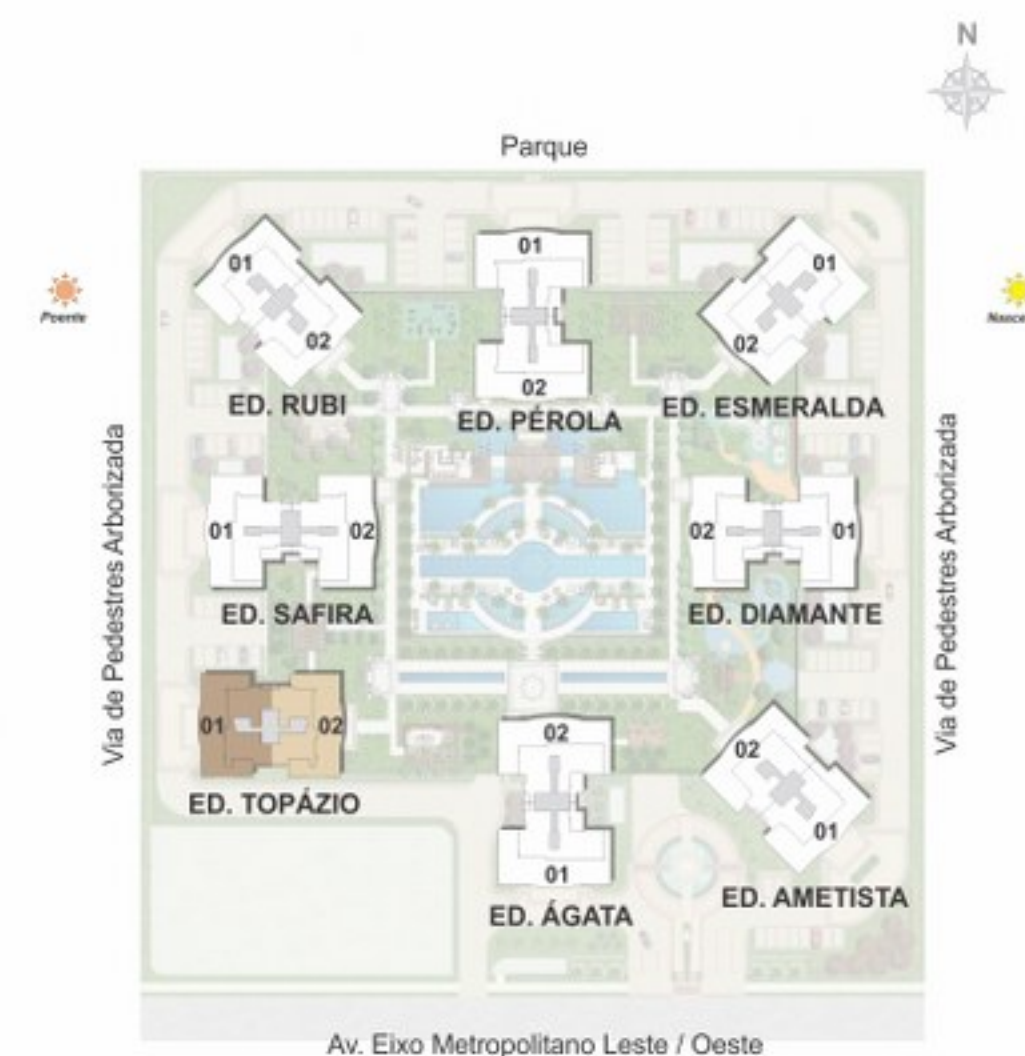 N
Parque
Poente
Nasce
01
02
ED. RUBI
01
02
ED. PÉROLA
01
02
ED. ESMERALDA
Via de Pedestres Arborizada
01
02
ED. SAFIRA
02
01
ED. DIAMANTE
Via de Pedestres Arborizada
01
02
ED. TOPÁZIO
02
01
ED. ÁGATA
02
01
ED. AMETISTA
Av. Eixo Metropolitano Leste / Oeste